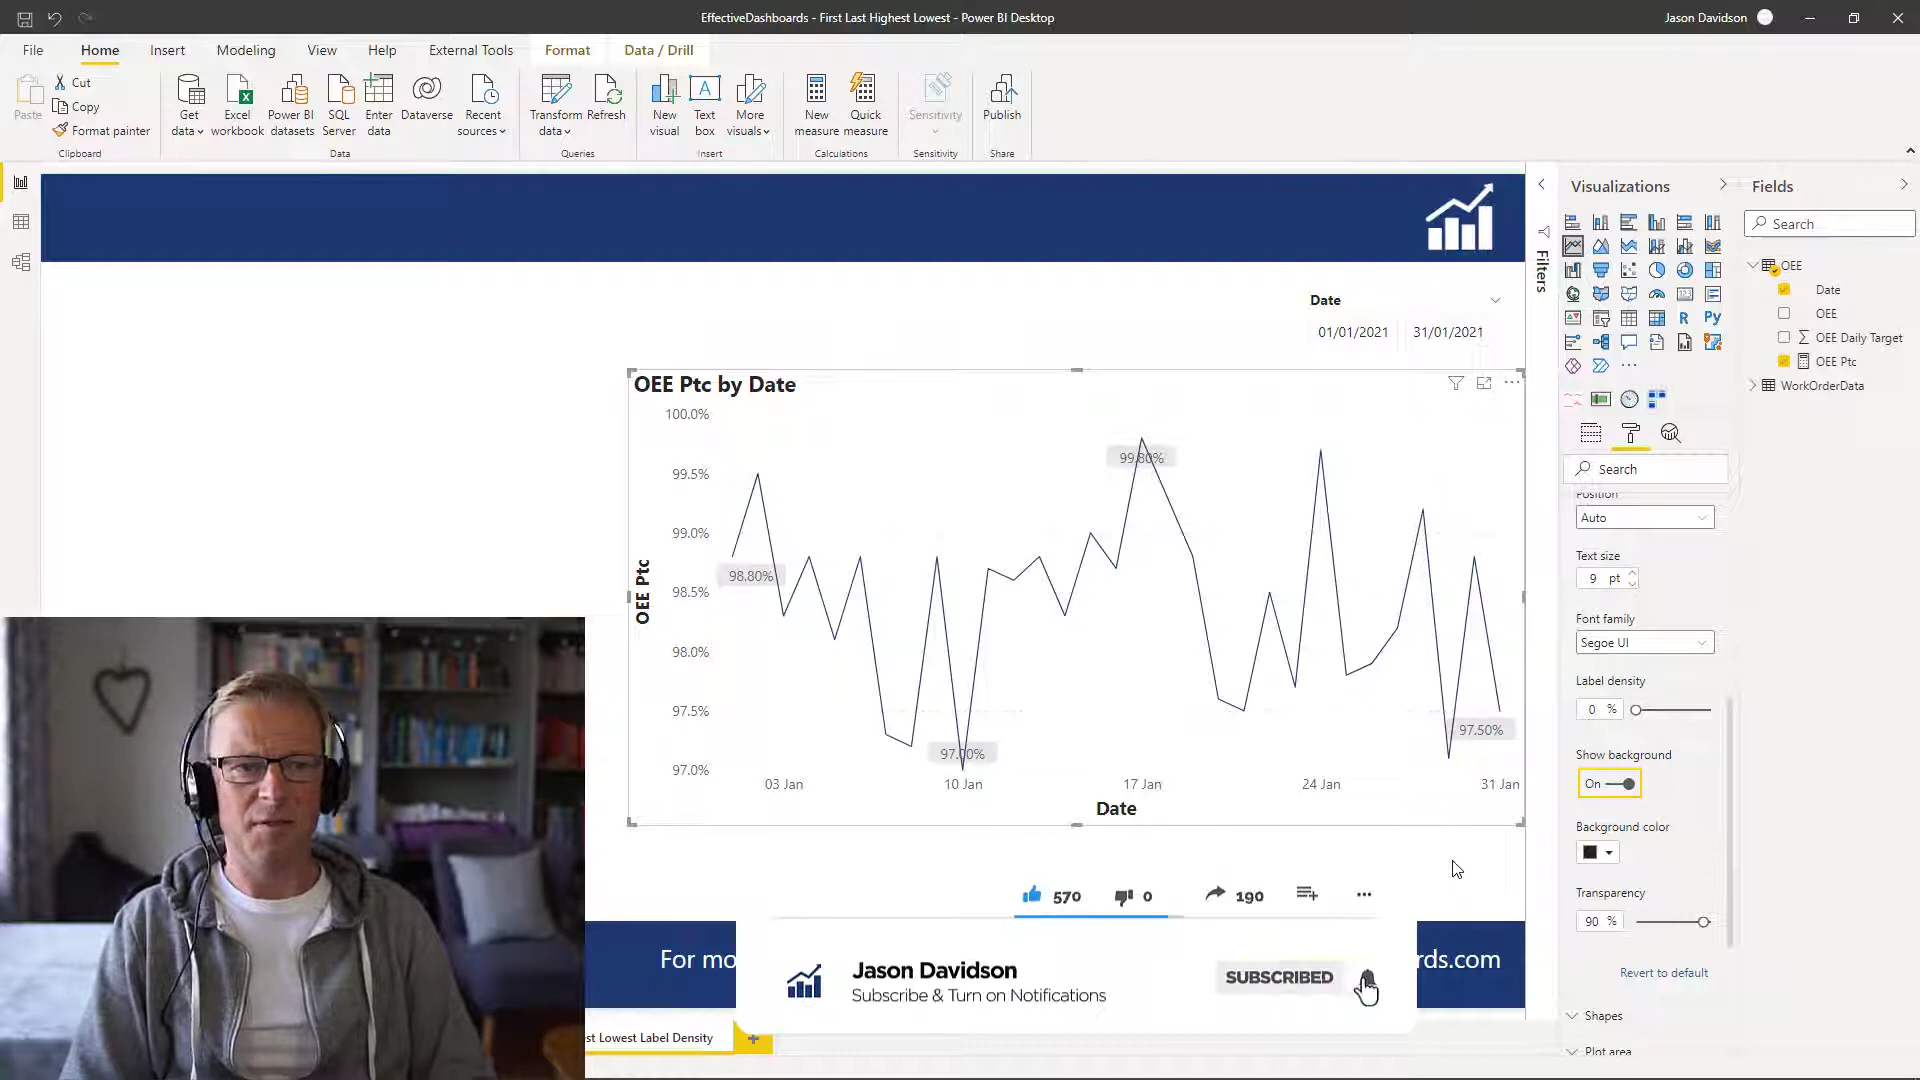 EffectiveDashboards - First Last Highest Lowest - Power BI Desktop
Jason Davidson
File
Home
Insert
Modeling
View
Help
External Tools
Format
Data / Drill
Paste
Cut
Copy
Format painter
Clipboard
Get data
Excel workbook
Power BI datasets
SQL Server
Enter data
Dataverse
Recent sources
Data
Transform data
Refresh
Queries
New visual
Text box
More visuals
Insert
New measure
Quick measure
Calculations
Sensitivity
Sensitivity
Publish
Share
Date
01/01/2021
31/01/2021
OEE Ptc by Date
100.0%
99.5%
99.0%
98.5%
98.0%
97.5%
97.0%
OEE Ptc
98.80%
97.00%
99.80%
97.50%
03 Jan
10 Jan
17 Jan
24 Jan
31 Jan
Date
Filters
Visualizations
R
Py
Search
Position
Auto
Text size
9 pt
Font family
Segoe UI
Label density
0 %
Show background
On
Background color
Transparency
90 %
Revert to default
Shapes
Plot area
Fields
Search
OEE
Date
OEE
OEE Daily Target
OEE Ptc
WorkOrderData
570
0
190
For mo
rds.com
Jason Davidson
Subscribe & Turn on Notifications
SUBSCRIBED
st Lowest Label Density